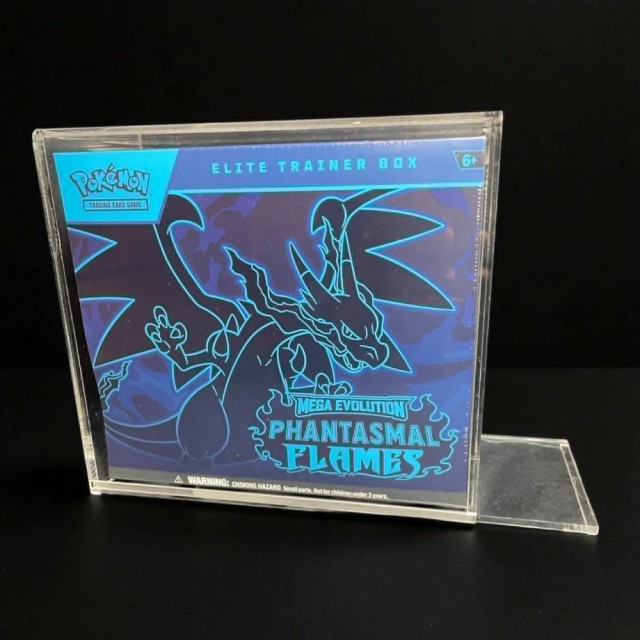 Pokémon
TRADING CARD GAME
ELITE TRAINER BOX
6+
MEGA EVOLUTION
PHANTASMAL
FLAMES
WARNING: CHOKING HAZARD. Small parts. Not for children under 3 years.